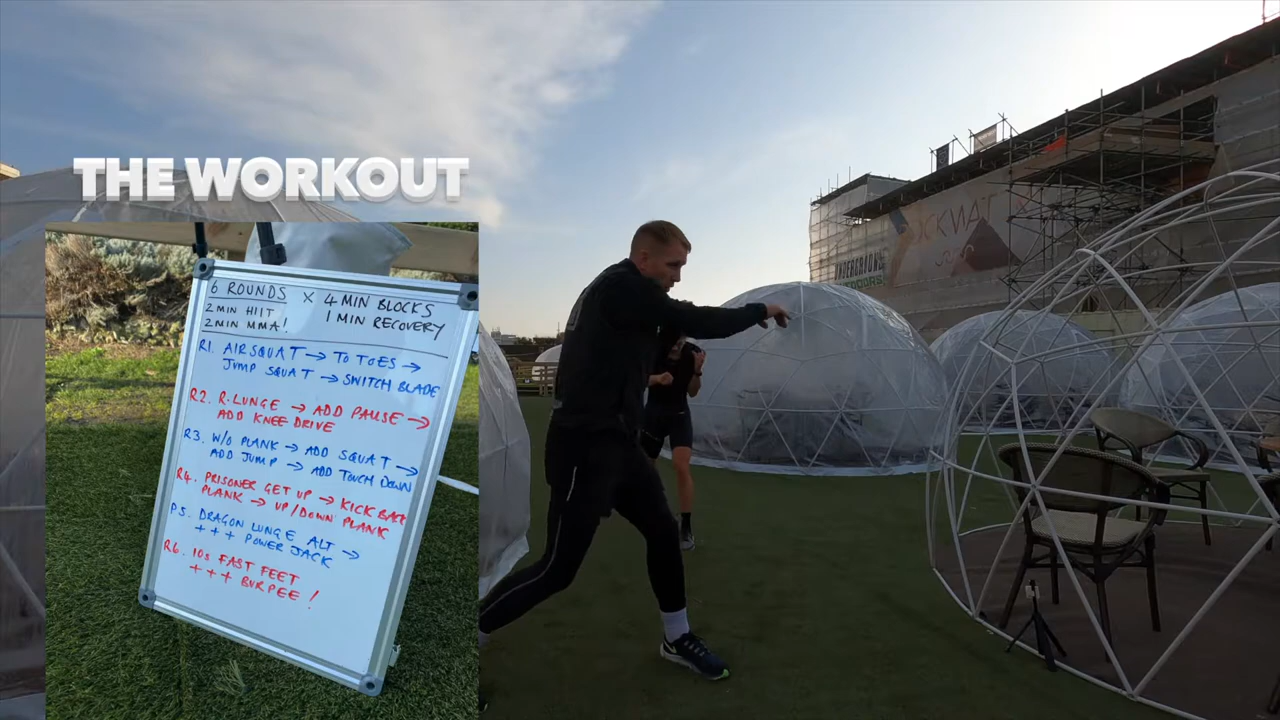 THE WORKOUT
6 ROUNDS X 4 MIN BLOCKS
2 MIN HIIT 1 MIN RECOVERY
2 MIN MMA!
R1. AIRSQUAT → TO TOES →
JUMP SQUAT → SWITCH BLADE
R2. R-LUNGE → ADD PAUSE →
ADD KNEE DRIVE
R3. W/O PLANK → ADD SQUAT →
ADD JUMP → ADD TOUCH DOWN
R4. PRISONER GET UP → KICK BACK
PLANK → UP/DOWN PLANK
R5. DRAGON LUNGE ALT →
+++ POWER JACK
R6. 10s FAST FEET
+++ BURPEE!